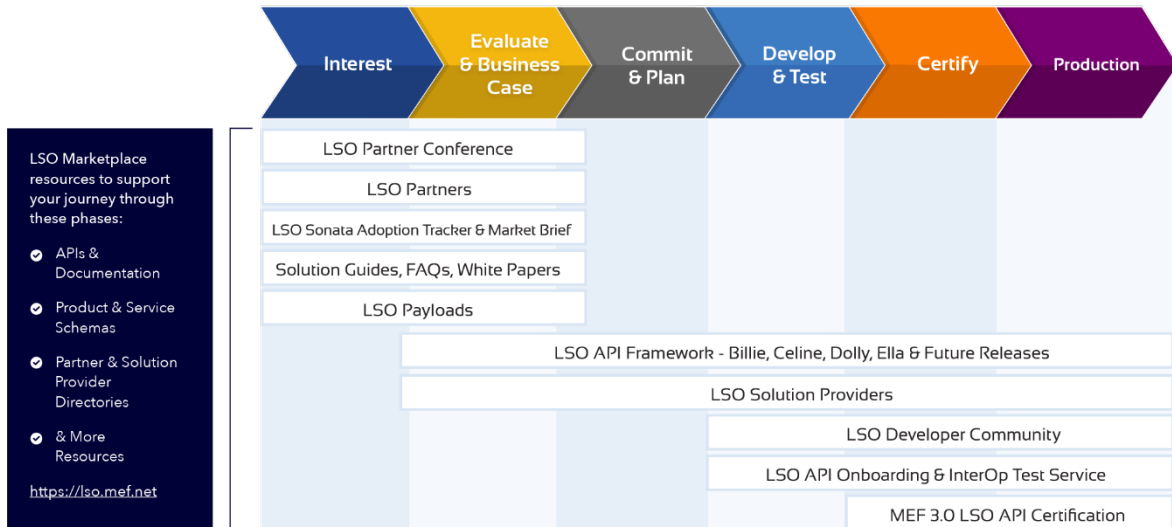 Interest
Evaluate
& Business
Case
Commit
& Plan
Develop
& Test
Certify
Production
LSO Marketplace
resources to support
your journey through
these phases:
APIs &
Documentation
Product & Service
Schemas
Partner & Solution
Provider
Directories
& More
Resources
https://lso.mef.net
LSO Partner Conference
LSO Partners
LSO Sonata Adoption Tracker & Market Brief
Solution Guides, FAQs, White Papers
LSO Payloads
LSO API Framework - Billie, Celine, Dolly, Ella & Future Releases
LSO Solution Providers
LSO Developer Community
LSO API Onboarding & InterOp Test Service
MEF 3.0 LSO API Certification